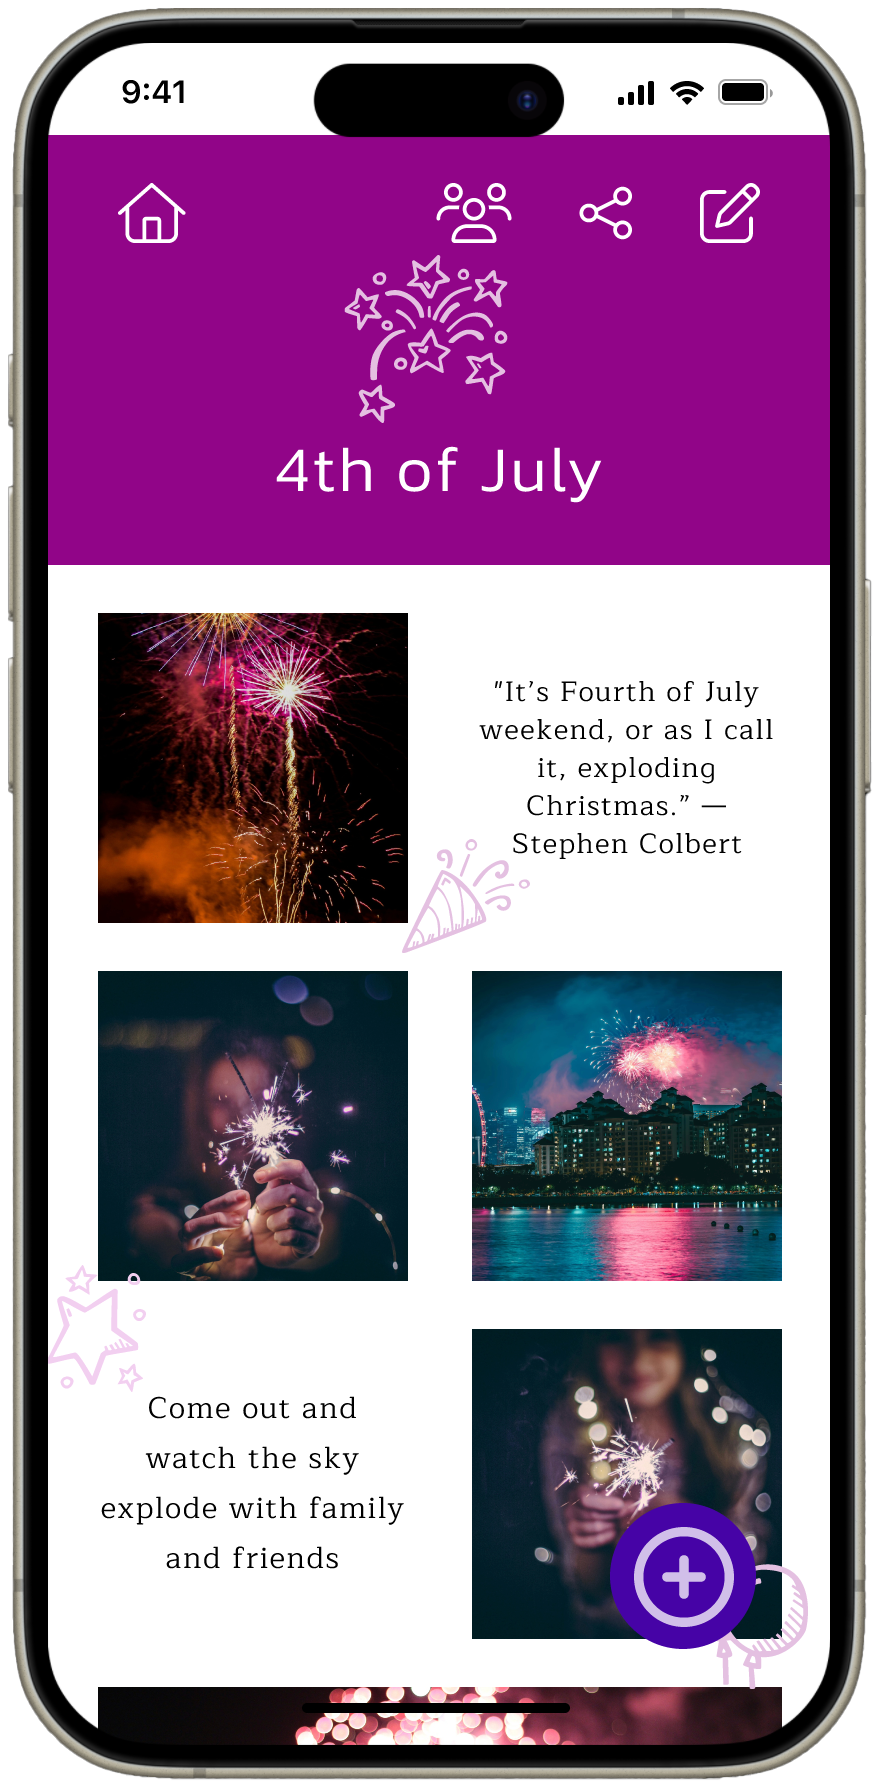 9:41
4th of July
"It’s Fourth of July
weekend, or as I call
it, exploding
Christmas.” —
Stephen Colbert
Come out and
watch the sky
explode with family
and friends